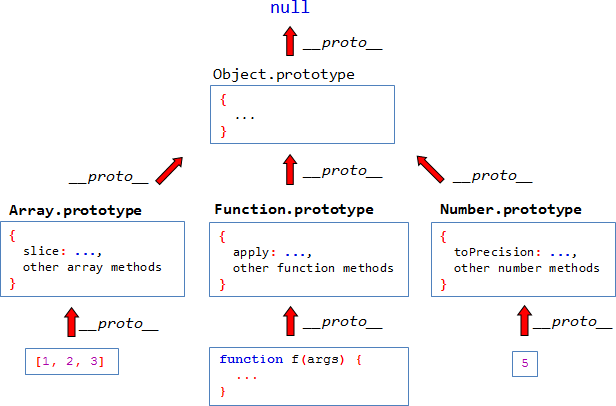 null
__proto__
Object.prototype
{
...
}
__proto__
__proto__
__proto__
Array.prototype
{
slice: ...,
other array methods
}
Function.prototype
{
apply: ...,
other function methods
}
Number.prototype
{
toPrecision: ...,
other number methods
}
__proto__
__proto__
__proto__
[1, 2, 3]
function f(args) {
...
}
5